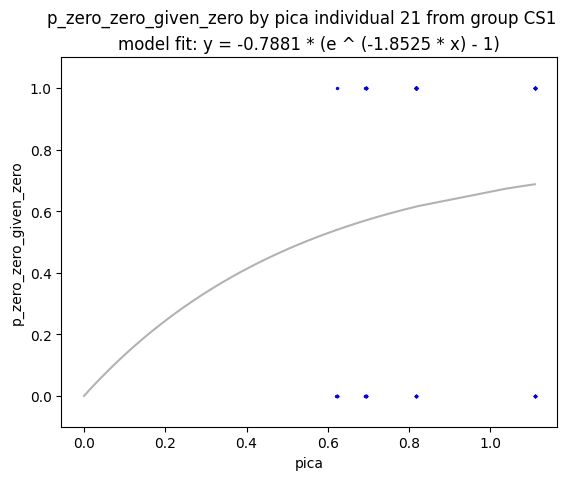 p_zero_zero_given_zero by pica individual 21 from group CS1
model fit: y = -0.7881 * (e ^ (-1.8525 * x) - 1)
p_zero_zero_given_zero
1.0
0.8
0.6
0.4
0.2
0.0
0.0 0.2 0.4 0.6 0.8 1.0
pica